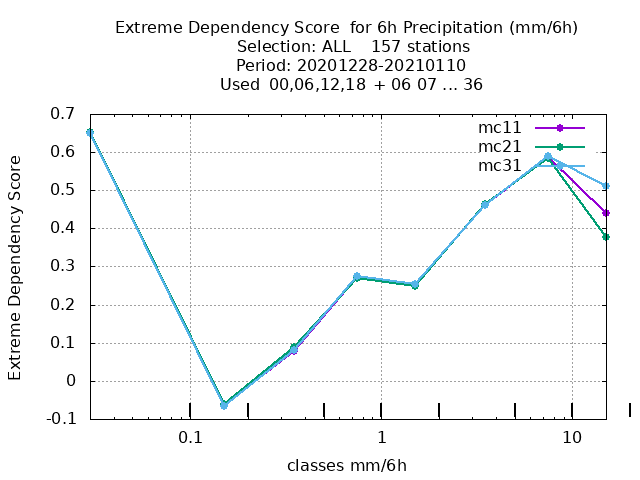 Extreme Dependency Score  for 6h Precipitation (mm/6h)
Selection: ALL    157 stations
Period: 20201228-20210110
Used  00,06,12,18  + 06 07 ... 36
mc11
mc21
mc31
Extreme Dependency Score
0.7
0.6
0.5
0.4
0.3
0.2
0.1
0
-0.1
0.1
1
10
classes mm/6h